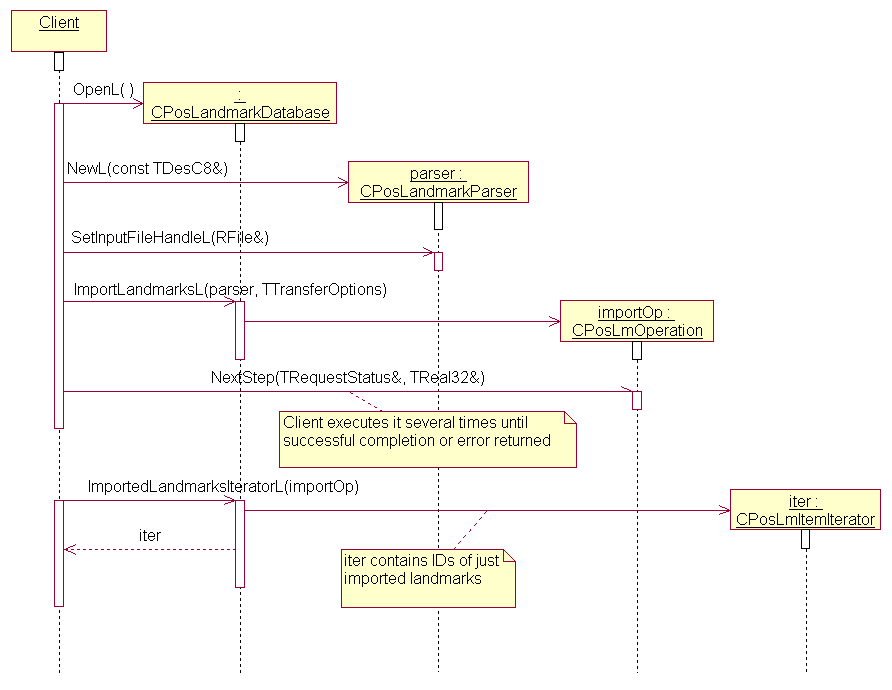 Client
OpenL( )
:
CPosLandmarkDatabase
NewL(const TDesC8&)
parser :
CPosLandmarkParser
SetInputFileHandleL(RFile&)
ImportLandmarksL(parser, TTransferOptions)
importOp :
CPosLmOperation
NextStep(TRequestStatus&, TReal32&)
Client executes it several times until
successful completion or error returned
ImportedLandmarksIteratorL(importOp)
iter :
CPosLmItemIterator
iter
iter contains IDs of just
imported landmarks